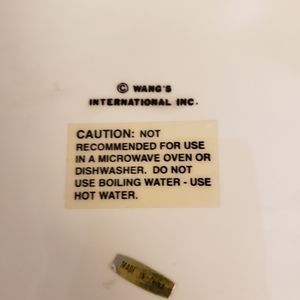 © WANG'S
INTERNATIONAL INC.
CAUTION: NOT
RECOMMENDED FOR USE
IN A MICROWAVE OVEN OR
DISHWASHER. DO NOT
USE BOILING WATER - USE
HOT WATER.
MADE IN CHINA